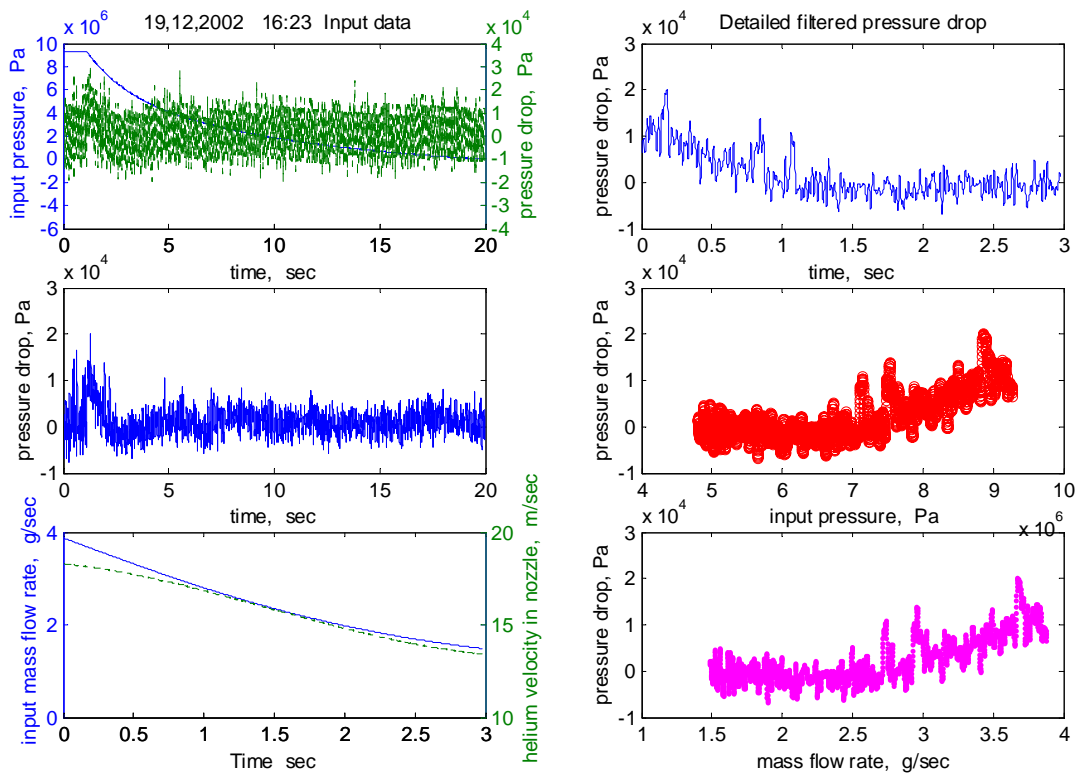 19,12,2002 16:23 Input data
x 10^6
x 10^4
10
8
6
4
2
0
-2
-4
-6
input pressure, Pa
4
3
2
1
0
-1
-2
-3
-4
pressure drop, Pa
0 5 10 15 20
time, sec
Detailed filtered pressure drop
x 10^4
3
2
1
0
-1
pressure drop, Pa
0 0.5 1 1.5 2 2.5 3
time, sec
x 10^4
3
2
1
0
-1
pressure drop, Pa
0 5 10 15 20
time, sec
x 10^4
3
2
1
0
-1
pressure drop, Pa
4 5 6 7 8 9 10
input pressure, Pa
x 10^6
4
2
0
input mass flow rate, g/sec
20
15
10
helium velocity in nozzle, m/sec
0 0.5 1 1.5 2 2.5 3
Time sec
x 10^4
3
2
1
0
-1
pressure drop, Pa
1 1.5 2 2.5 3 3.5 4
mass flow rate, g/sec